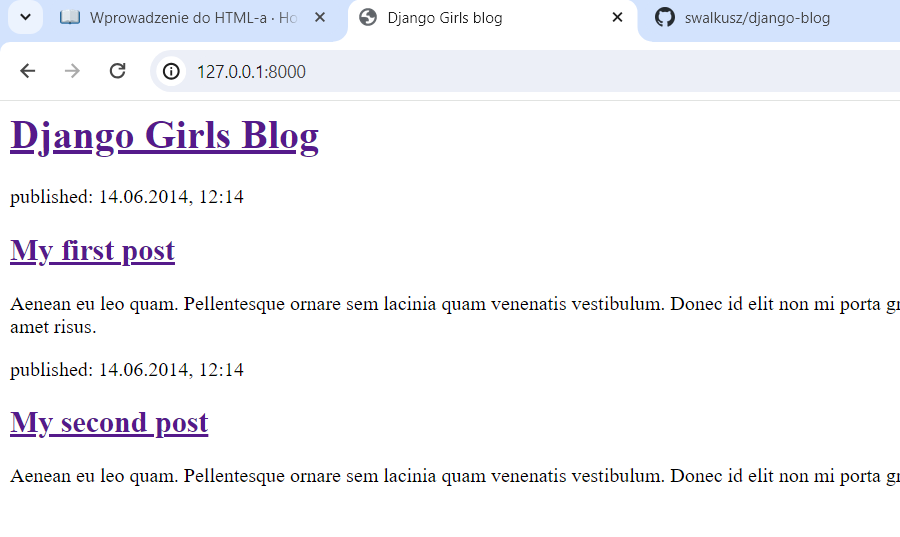 Wprowadzenie do HTML-a · Ho
Django Girls blog
swalkusz/django-blog
127.0.0.1:8000
Django Girls Blog
published: 14.06.2014, 12:14
My first post
Aenean eu leo quam. Pellentesque ornare sem lacinia quam venenatis vestibulum. Donec id elit non mi porta gr
amet risus.
published: 14.06.2014, 12:14
My second post
Aenean eu leo quam. Pellentesque ornare sem lacinia quam venenatis vestibulum. Donec id elit non mi porta gr